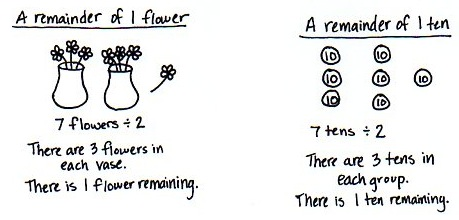 A remainder of 1 flower
7 flowers ÷ 2
There are 3 flowers in
each vase.
There is 1 flower remaining.
A remainder of 1 ten
10 10
10 10 10
10 10
7 tens ÷ 2
There are 3 tens in
each group.
There is 1 ten remaining.